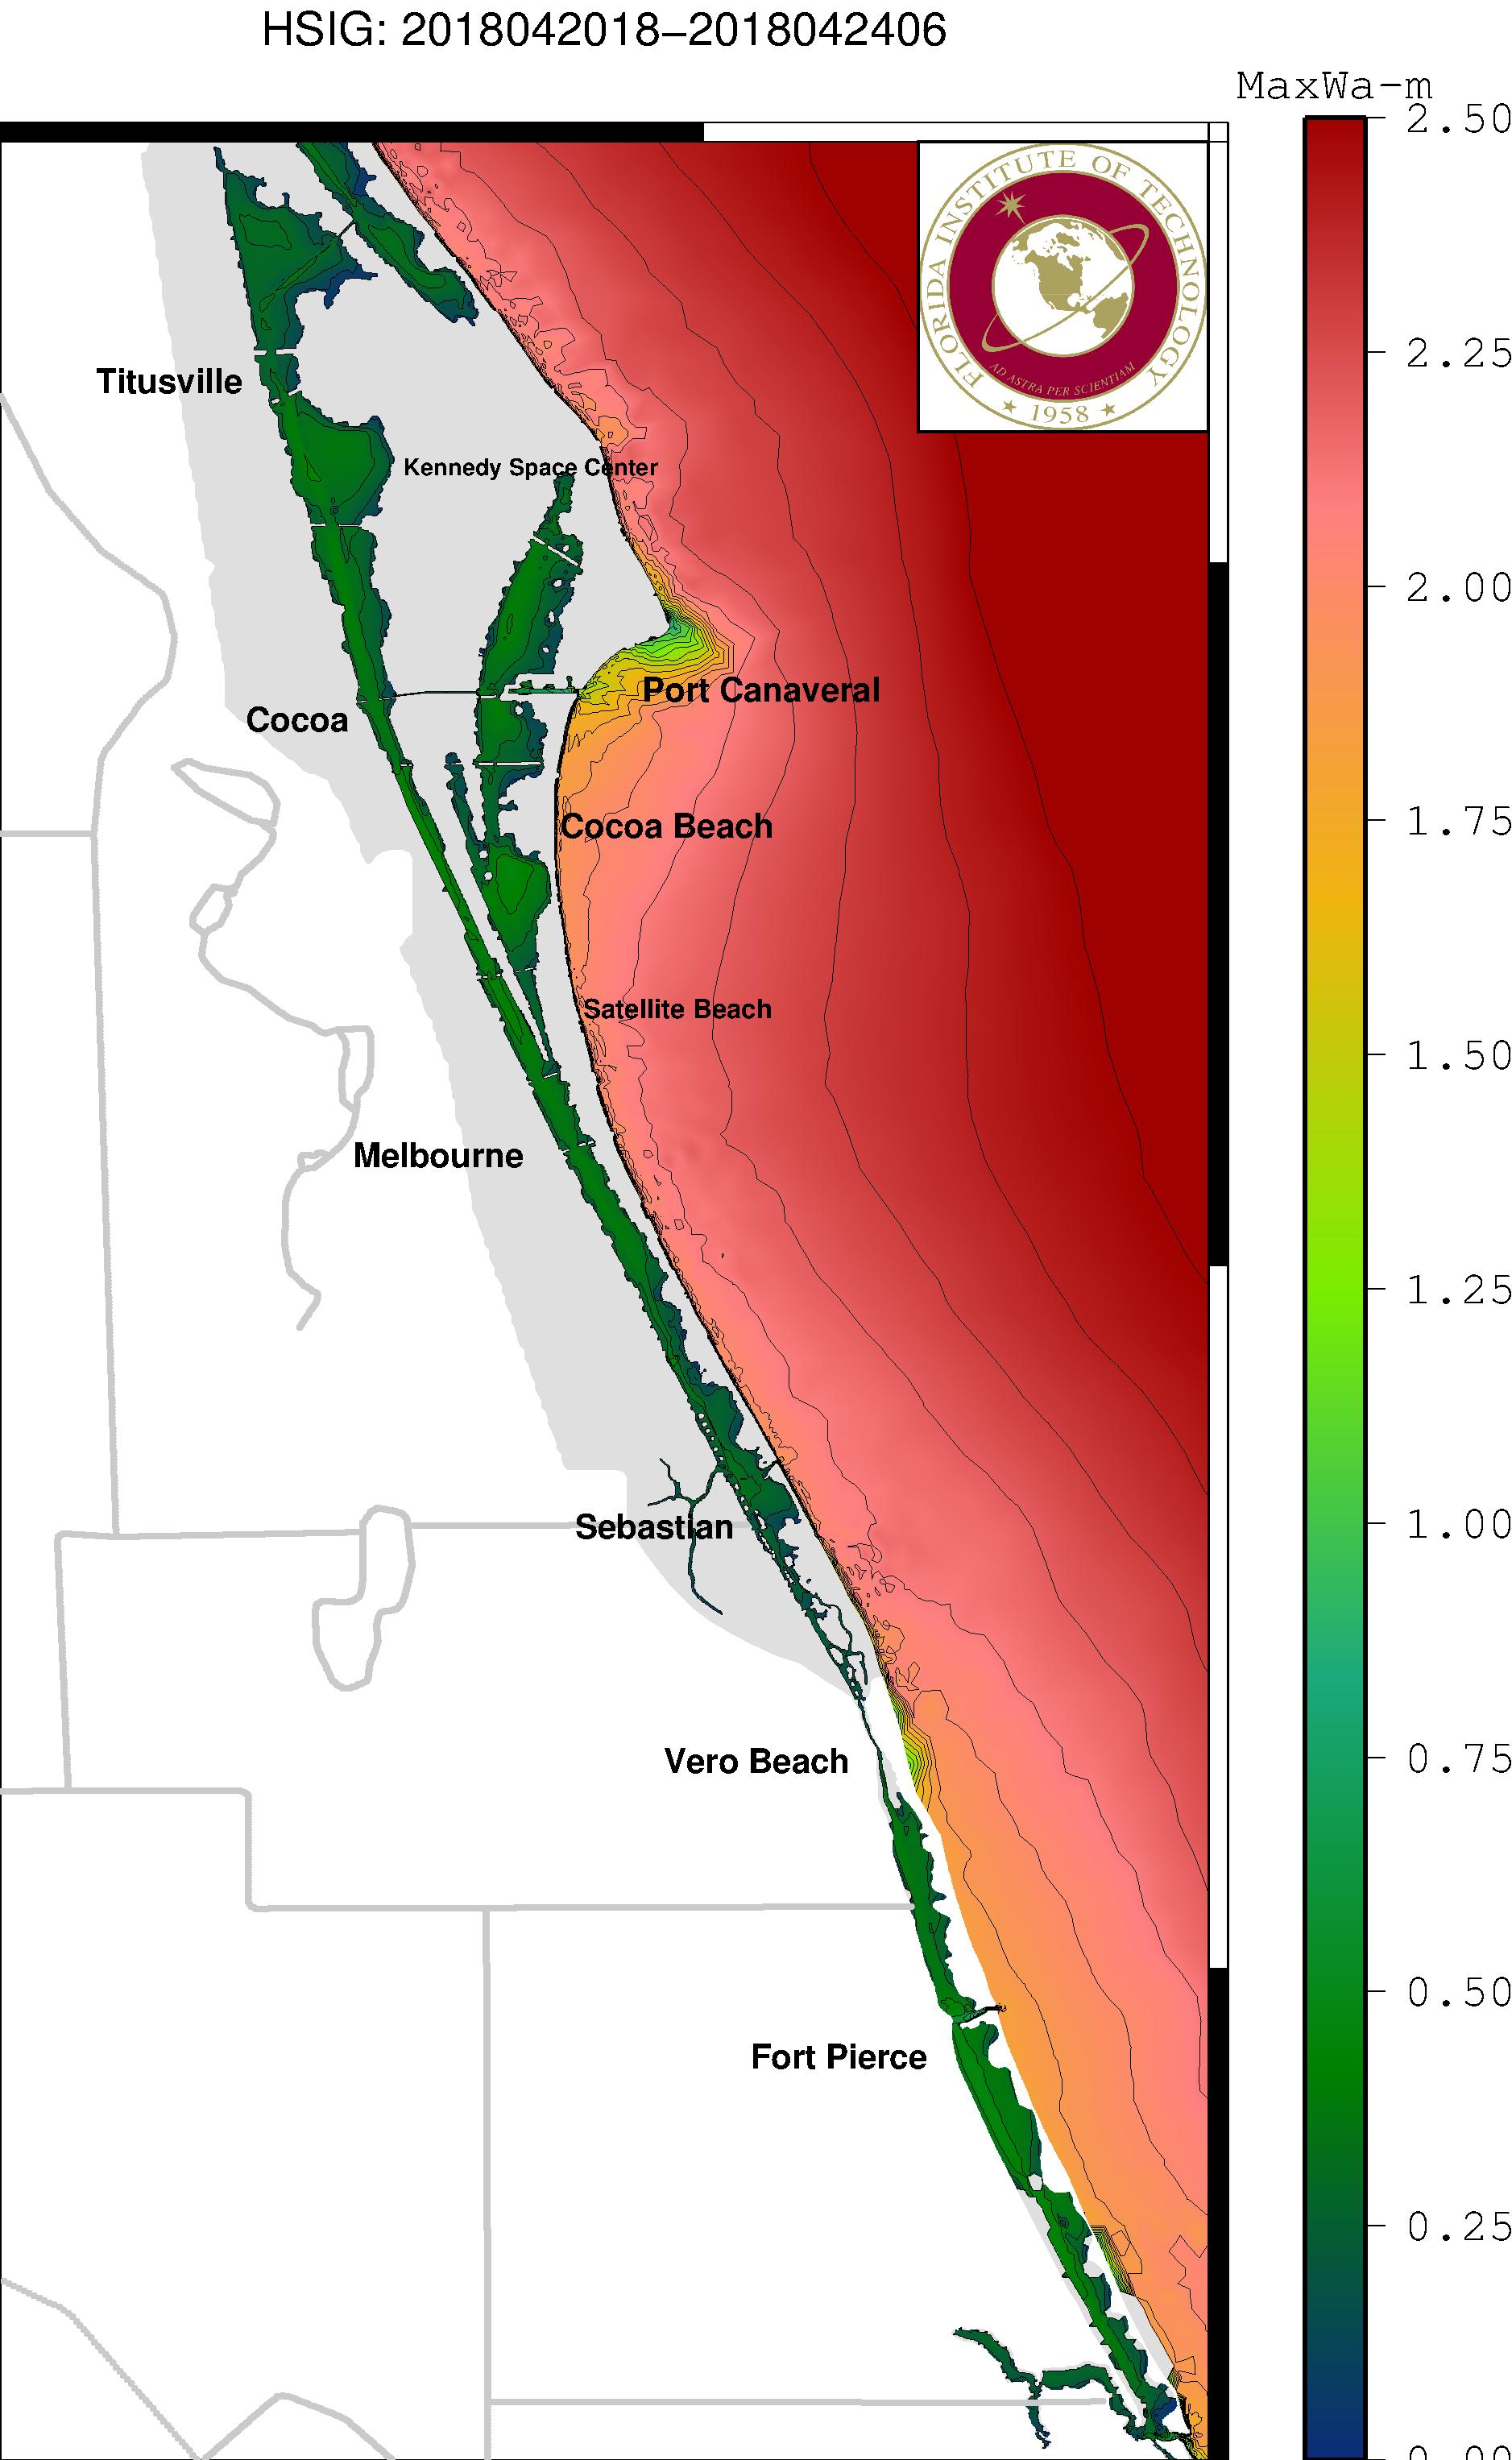 HSIG: 2018042018−2018042406
MaxWa-m
2.50
2.25
2.00
1.75
1.50
1.25
1.00
0.75
0.50
0.25
0.00
FLORIDA INSTITUTE OF TECHNOLOGY
AD ASTRA PER SCIENTIAM
★ 1958 ★
Titusville
Kennedy Space Center
Port Canaveral
Cocoa
Cocoa Beach
Satellite Beach
Melbourne
Sebastian
Vero Beach
Fort Pierce